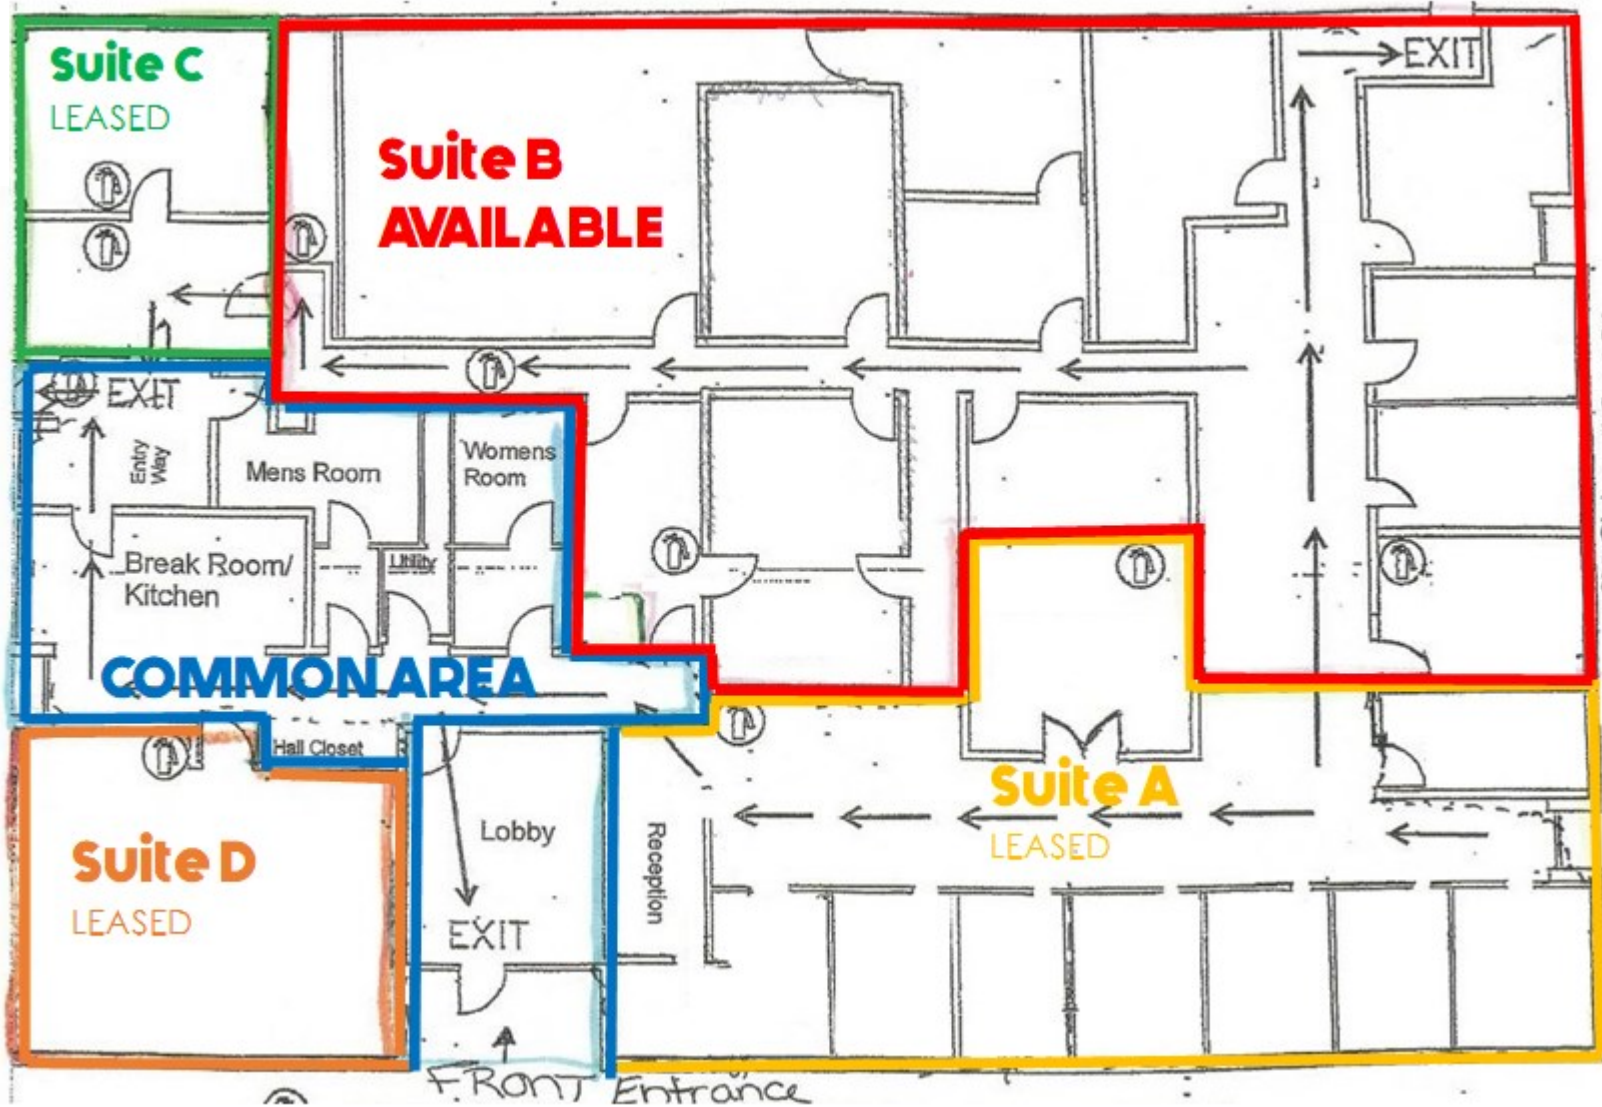 Suite C
LEASED
EXIT
Suite B
AVAILABLE
EXIT
Entry
Way
Mens Room
Womens
Room
Break Room/
Kitchen
Utility
COMMON AREA
Hall Closet
Suite A
LEASED
Suite D
LEASED
Lobby
Reception
EXIT
FRONT Entrance